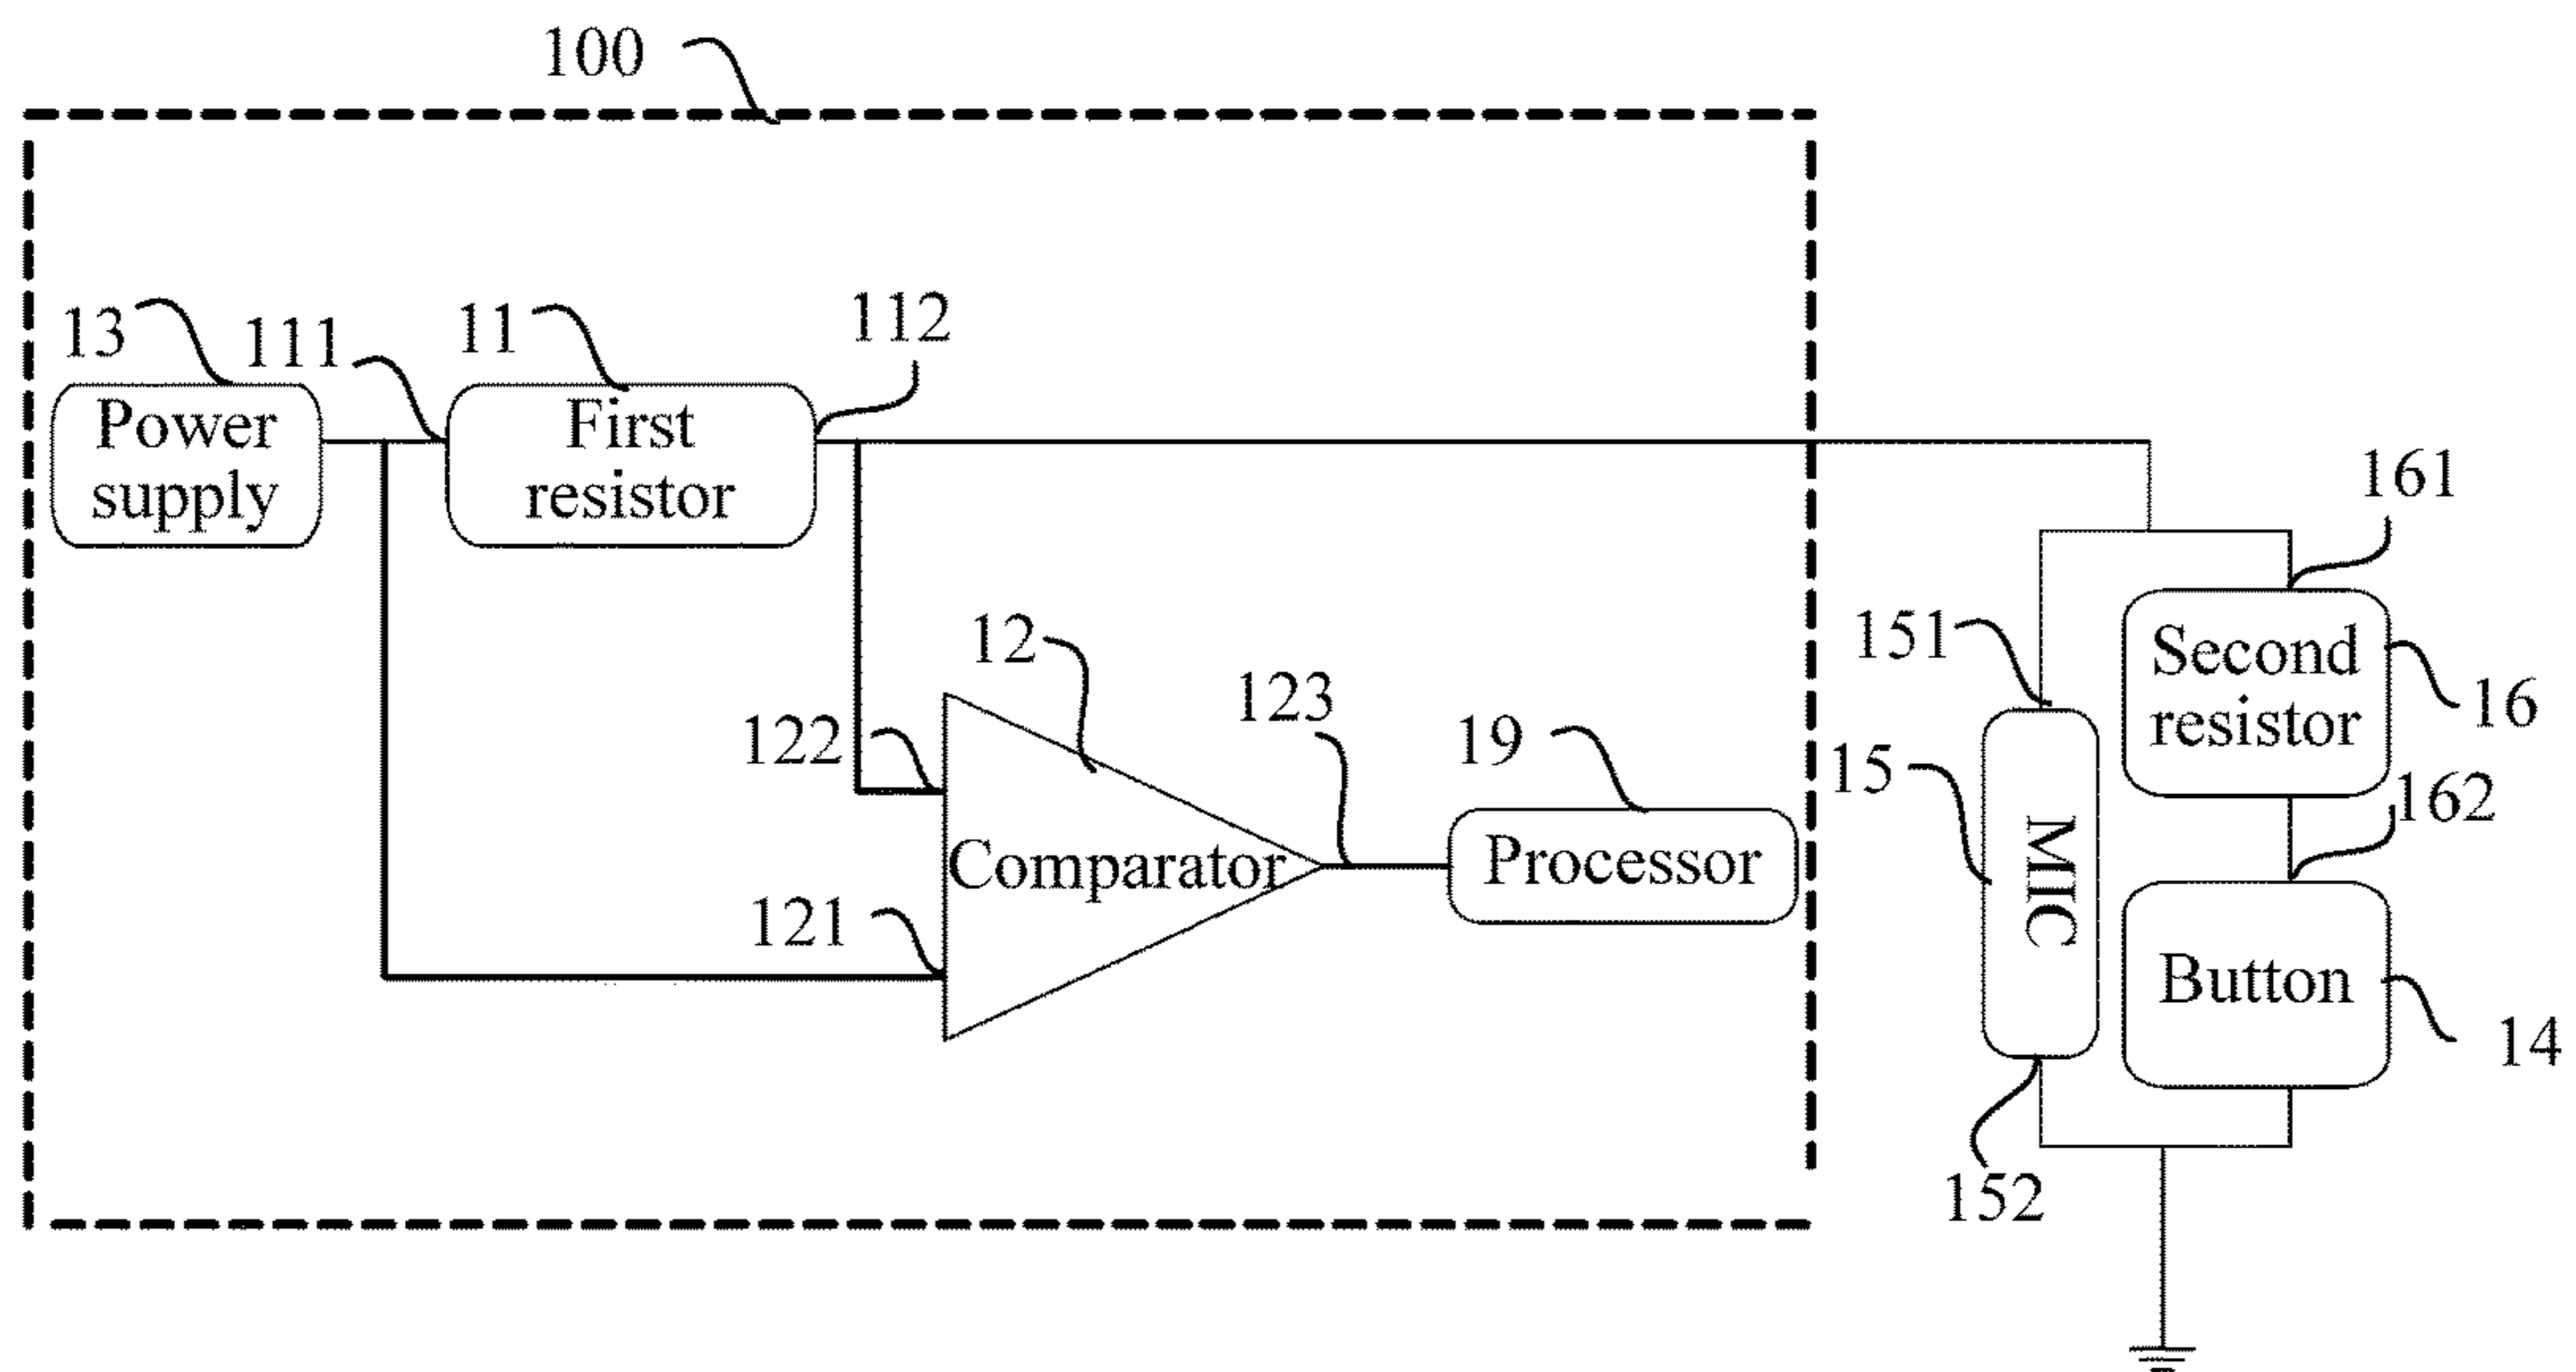 100
13
111
11
112
Power
supply
First
resistor
161
151
Second
resistor
16
12
122
123
19
15
162
Comparator
Processor
MIC
121
Button
14
152